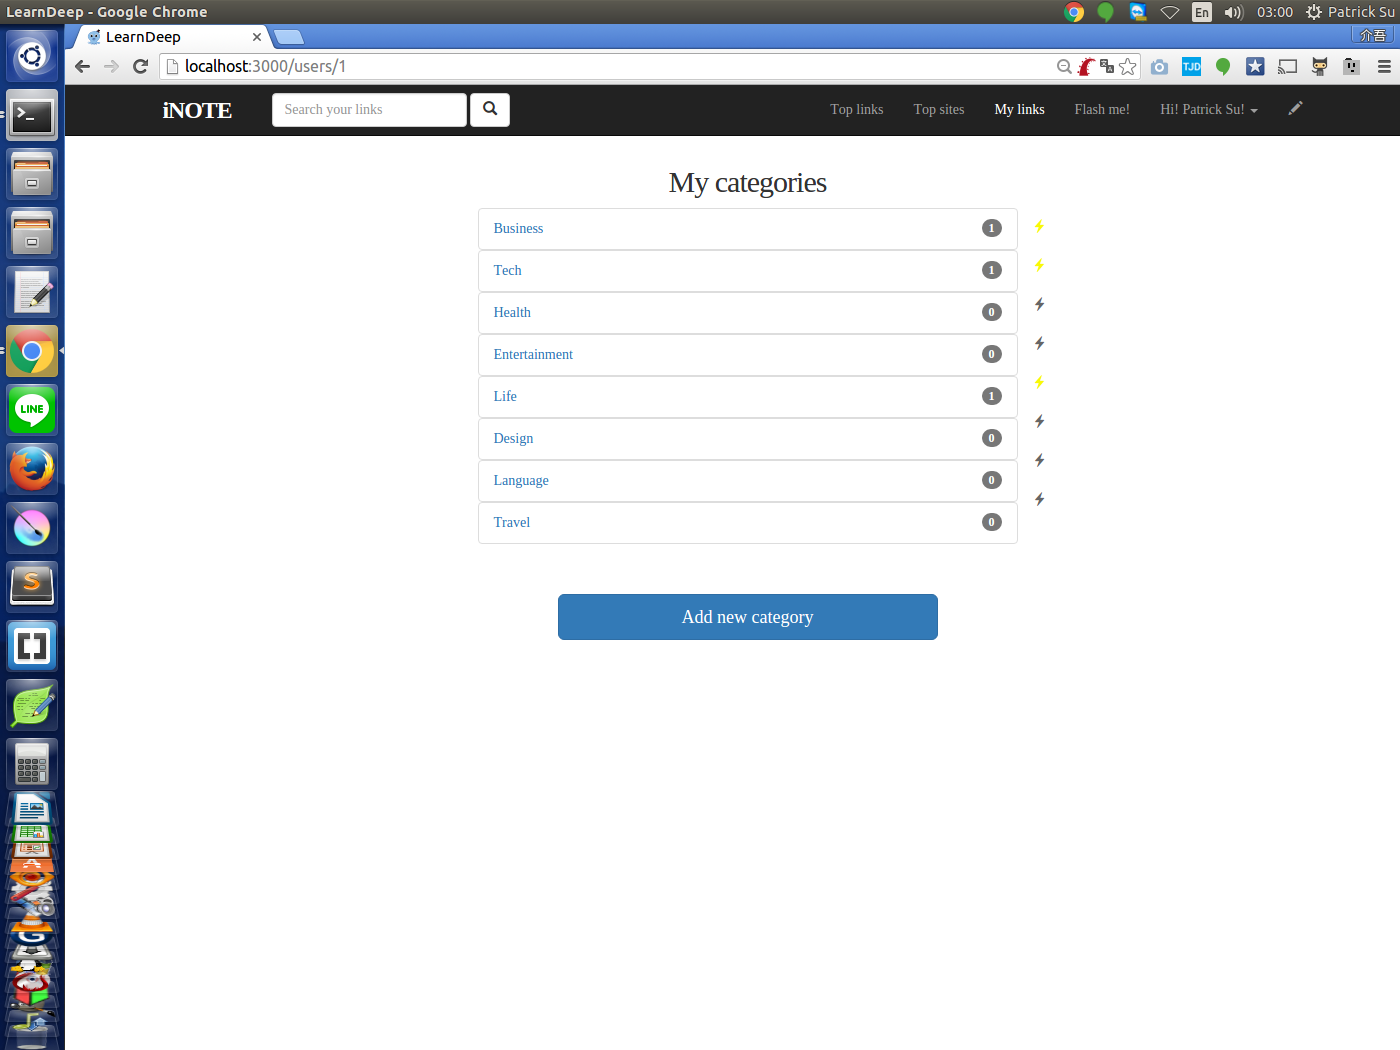 LearnDeep - Google Chrome
En
03:00
Patrick Su
LearnDeep
介吾
localhost:3000/users/1
TJD
iNOTE
Search your links
Top links
Top sites
My links
Flash me!
Hi! Patrick Su!
My categories
Business 1
Tech 1
Health 0
Entertainment 0
Life 1
Design 0
Language 0
Travel 0
Add new category
LINE